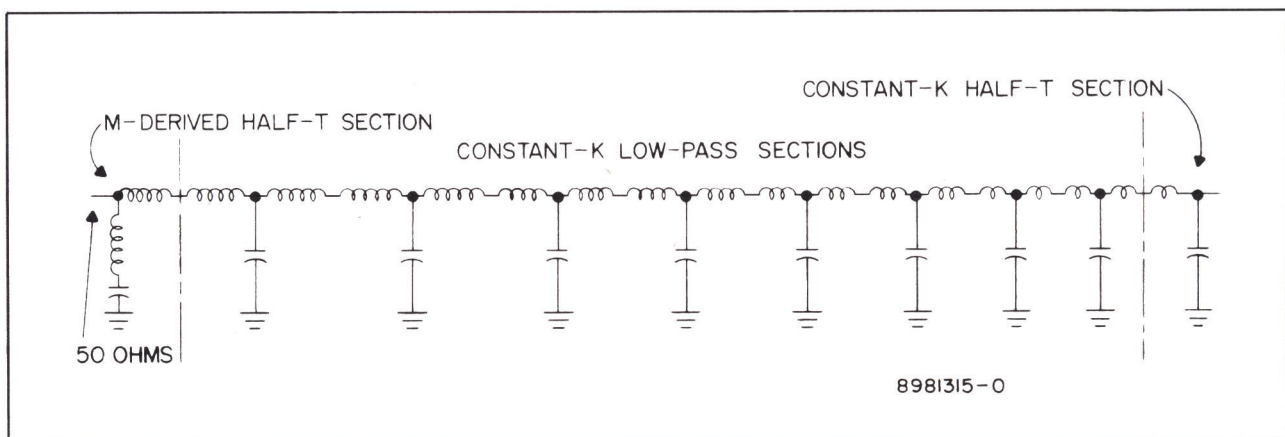 CONSTANT-K HALF-T SECTION
M-DERIVED HALF-T SECTION
CONSTANT-K LOW-PASS SECTIONS
50 OHMS
8981315-0